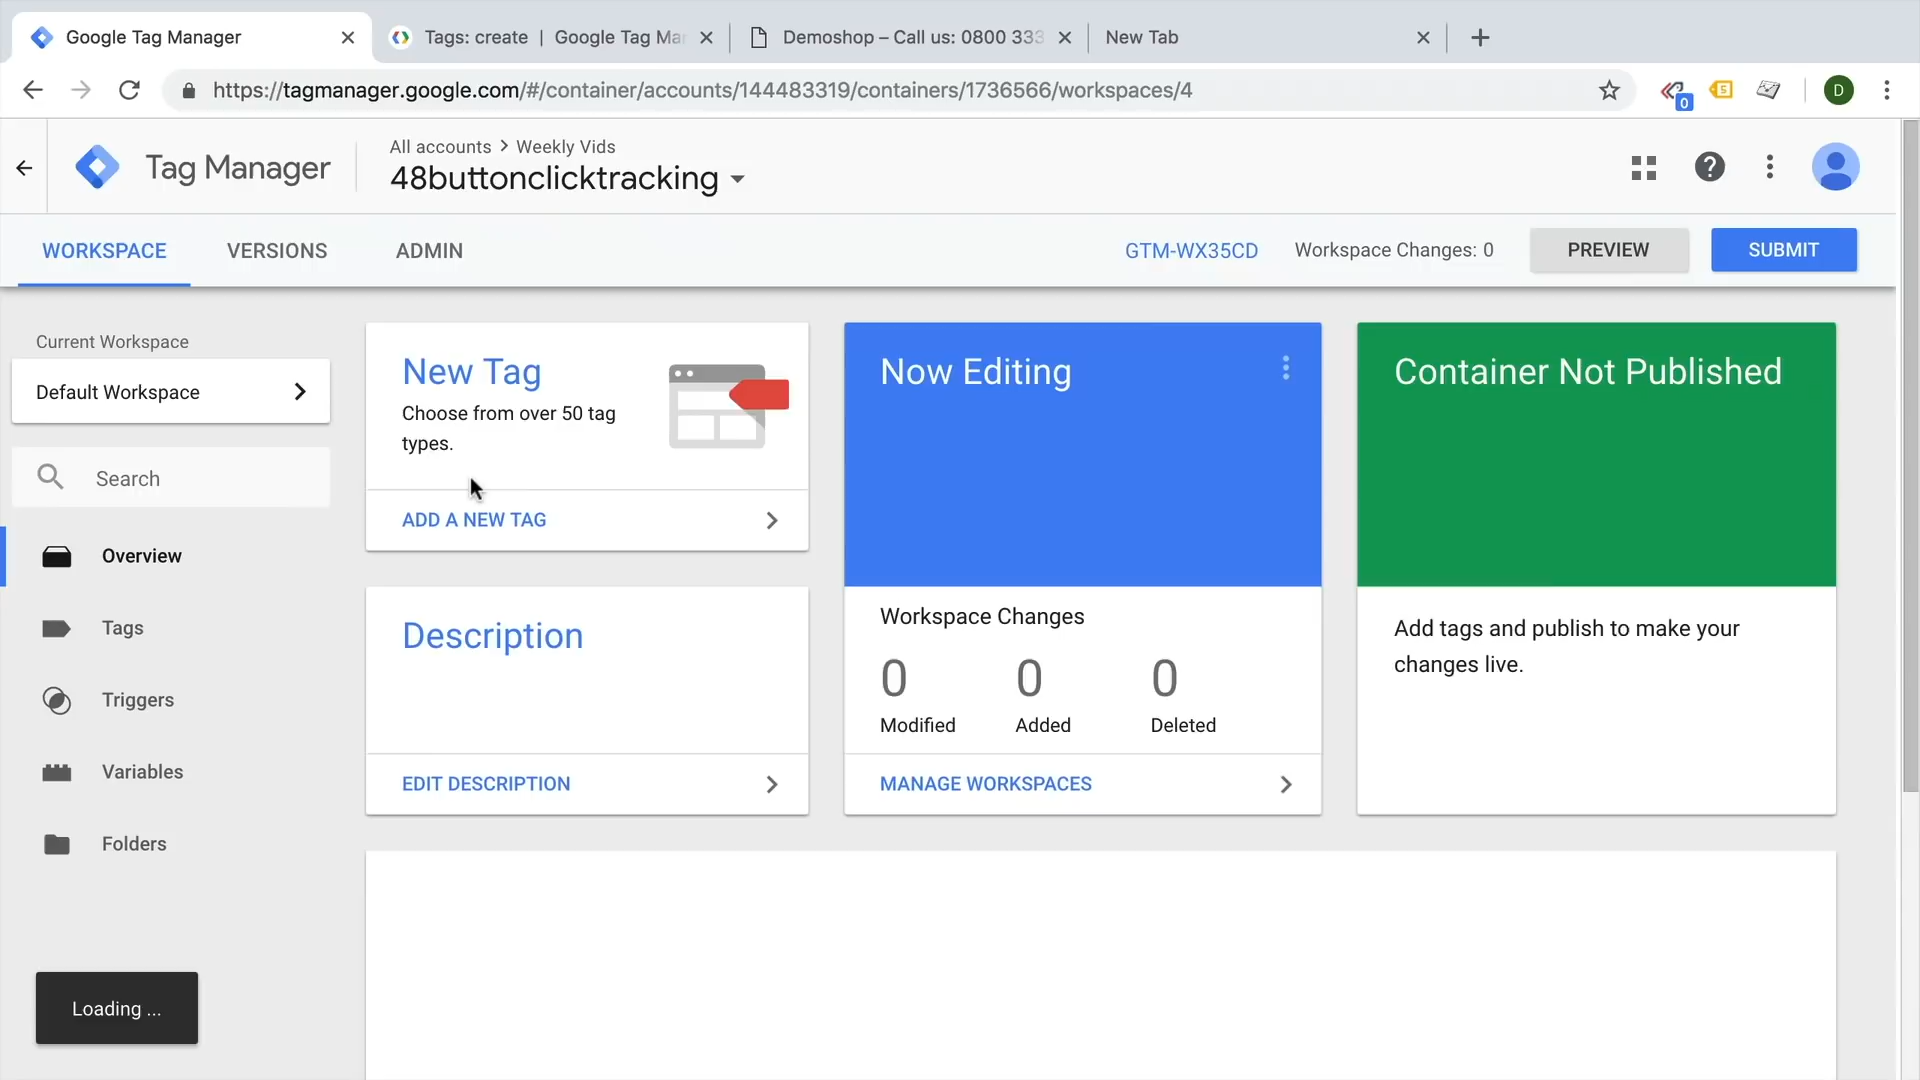 Google Tag Manager
Tags: create | Google Tag Mar
Demoshop – Call us: 0800 333
New Tab
https://tagmanager.google.com/#/container/accounts/144483319/containers/1736566/workspaces/4
0
5
D
Tag Manager
All accounts > Weekly Vids
48buttonclicktracking
WORKSPACE
VERSIONS
ADMIN
GTM-WX35CD
Workspace Changes: 0
PREVIEW
SUBMIT
Current Workspace
Default Workspace
Search
Overview
Tags
Triggers
Variables
Folders
Loading ...
New Tag
Choose from over 50 tag
types.
ADD A NEW TAG
Description
EDIT DESCRIPTION
Now Editing
Workspace Changes
0 0 0
Modified Added Deleted
MANAGE WORKSPACES
Container Not Published
Add tags and publish to make your
changes live.